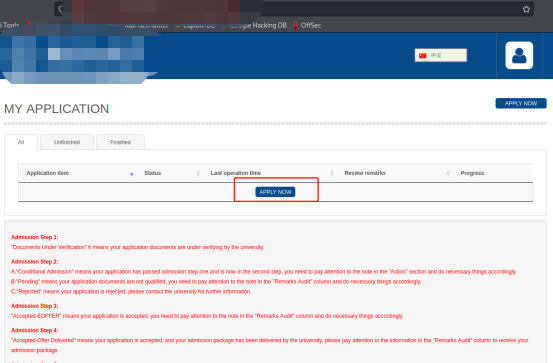 Tools
Google Hacking DB
OffSec
中文
MY APPLICATION
APPLY NOW
All
Unfinished
Finished
Application item
Status
Last operation time
Review remarks
Progress
APPLY NOW
Admission Step 1:
"Documents Under Verification" it means your application documents are under verifying by the university.
Admission Step 2:
A:"Conditional Admission" means your application has passed admission step one and is now in the second step, you need to pay attention to the note in the "Action" section and do necessary things accordingly.
B:"Pending" means your application documents are not qualified, you need to pay attention to the note in the "Remarks Audit" column and do necessary things accordingly.
C:"Rejected" means your application is rejected, please contact the university for further information.
Admission Step 3:
"Accepted-EOFFER" means your application is accepted, you need to pay attention to the note in the "Remarks Audit" column and do necessary things accordingly.
Admission Step 4:
"Accepted-Offer Delivered" means your application is accepted, and your admission package has been delivered by the university, please pay attention to the information in the "Remarks Audit" column to receive your
admission package.